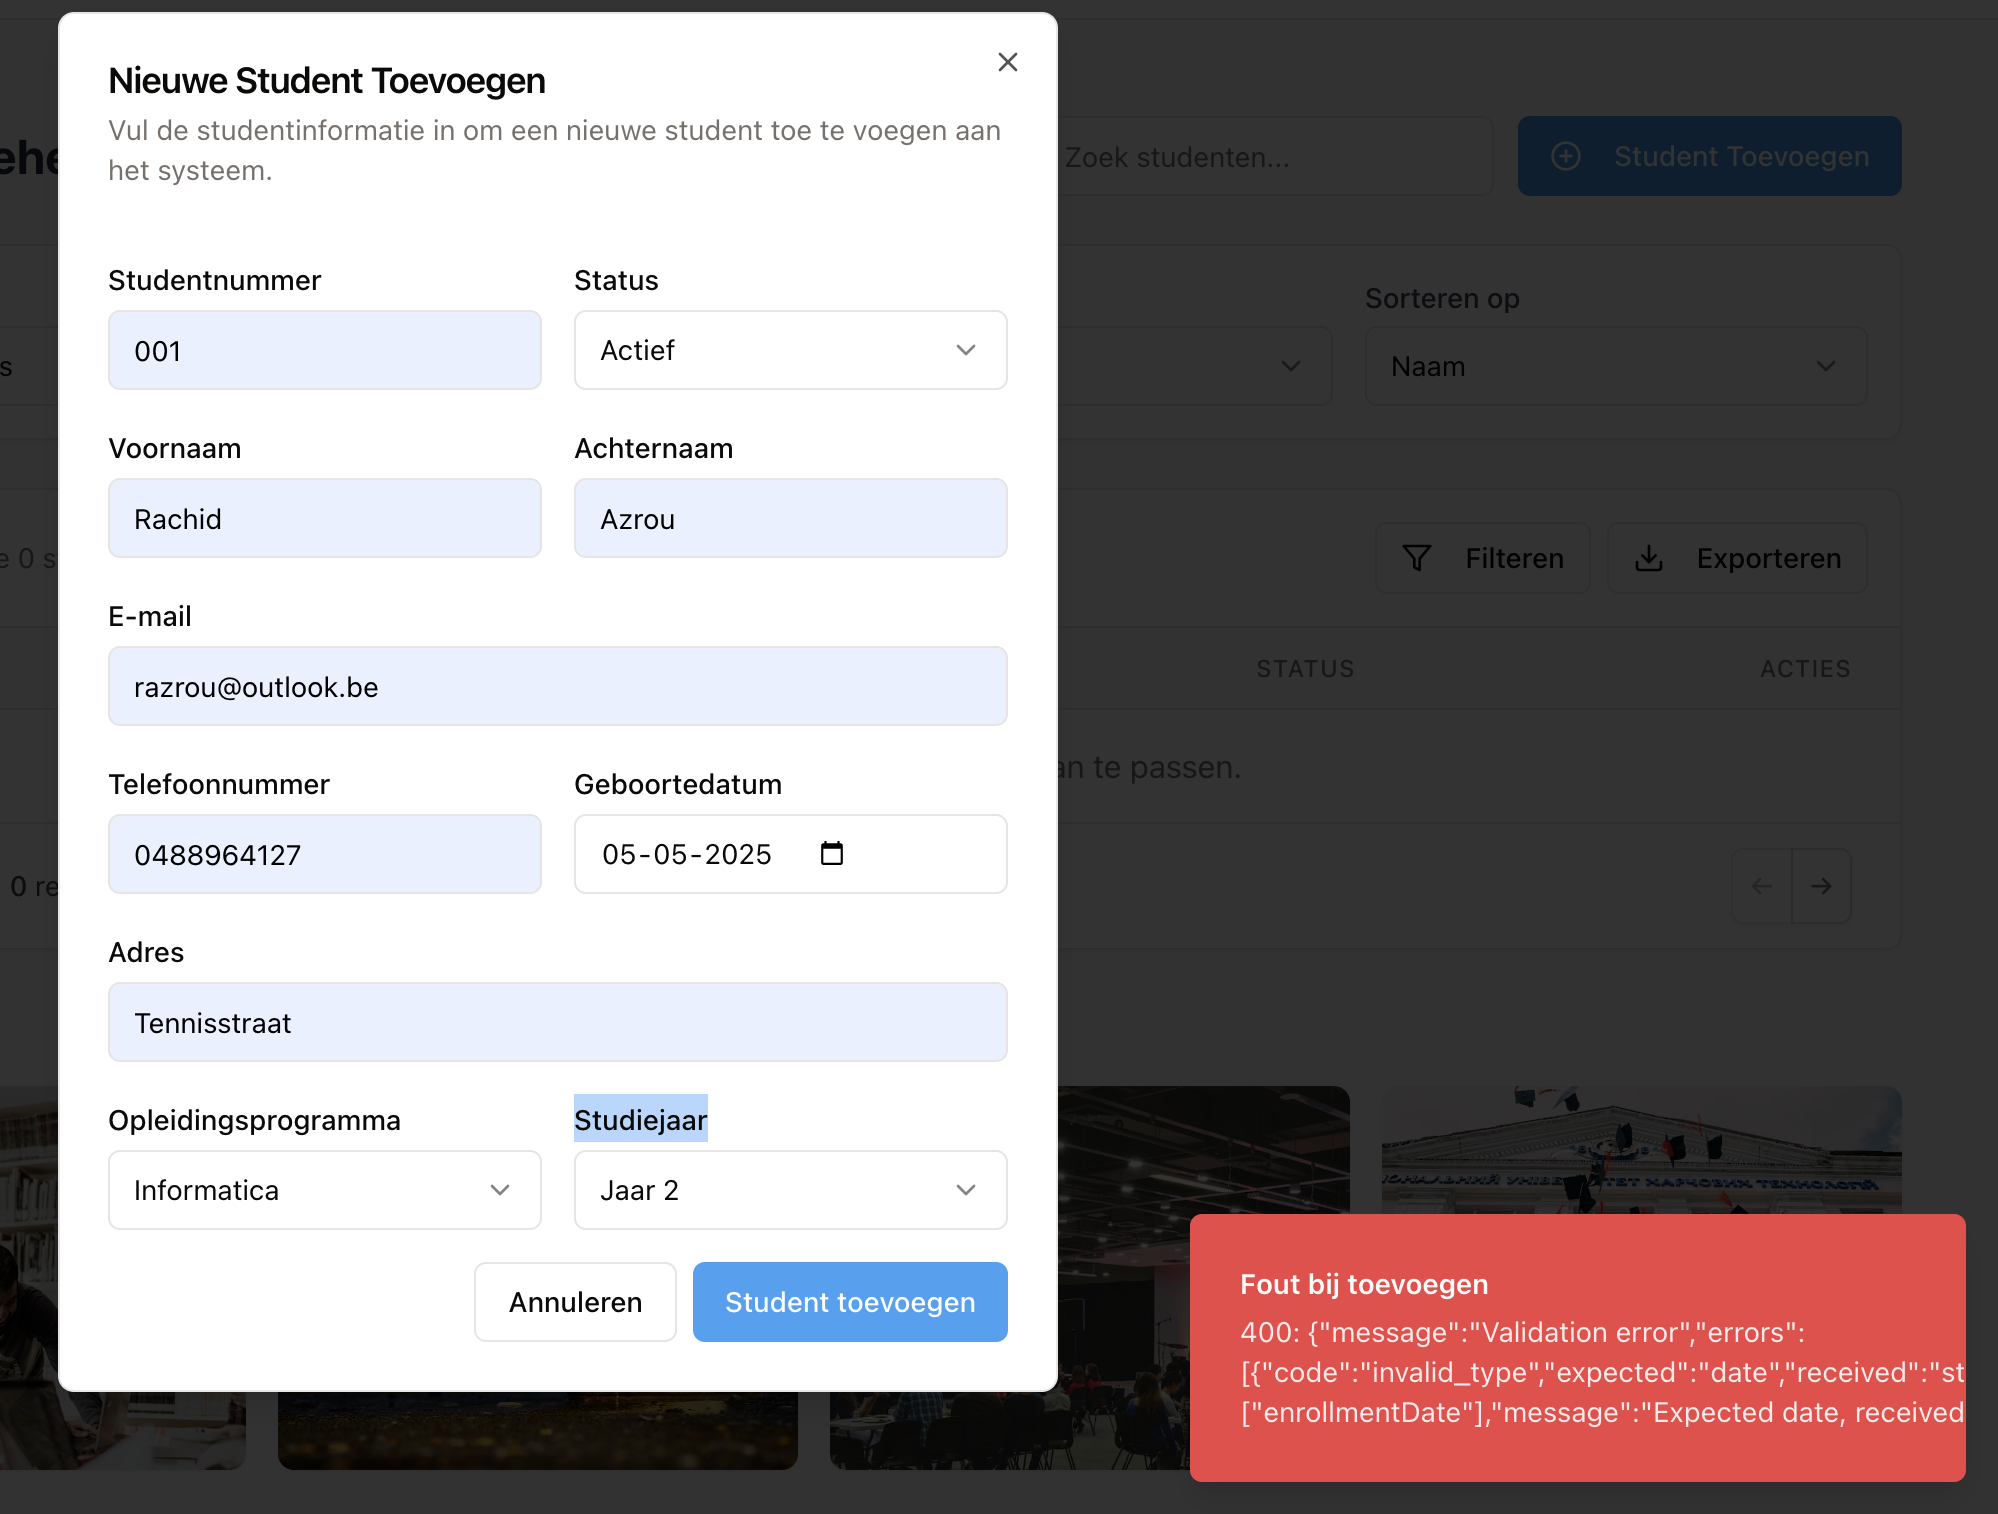 Nieuwe Student Toevoegen
Vul de studentinformatie in om een nieuwe student toe te voegen aan
het systeem.
Studentnummer
Status
001
Actief
Voornaam
Achternaam
Rachid
Azrou
E-mail
razrou@outlook.be
Telefoonnummer
Geboortedatum
0488964127
05-05-2025
Adres
Tennisstraat
Opleidingsprogramma
Studiejaar
Informatica
Jaar 2
Annuleren
Student toevoegen
Zoek studenten...
Student Toevoegen
Sorteren op
Naam
Filteren
Exporteren
STATUS
ACTIES
an te passen.
0 re
Fout bij toevoegen
400: {"message":"Validation error","errors":
[{"code":"invalid_type","expected":"date","received":"st
["enrollmentDate"],"message":"Expected date, received